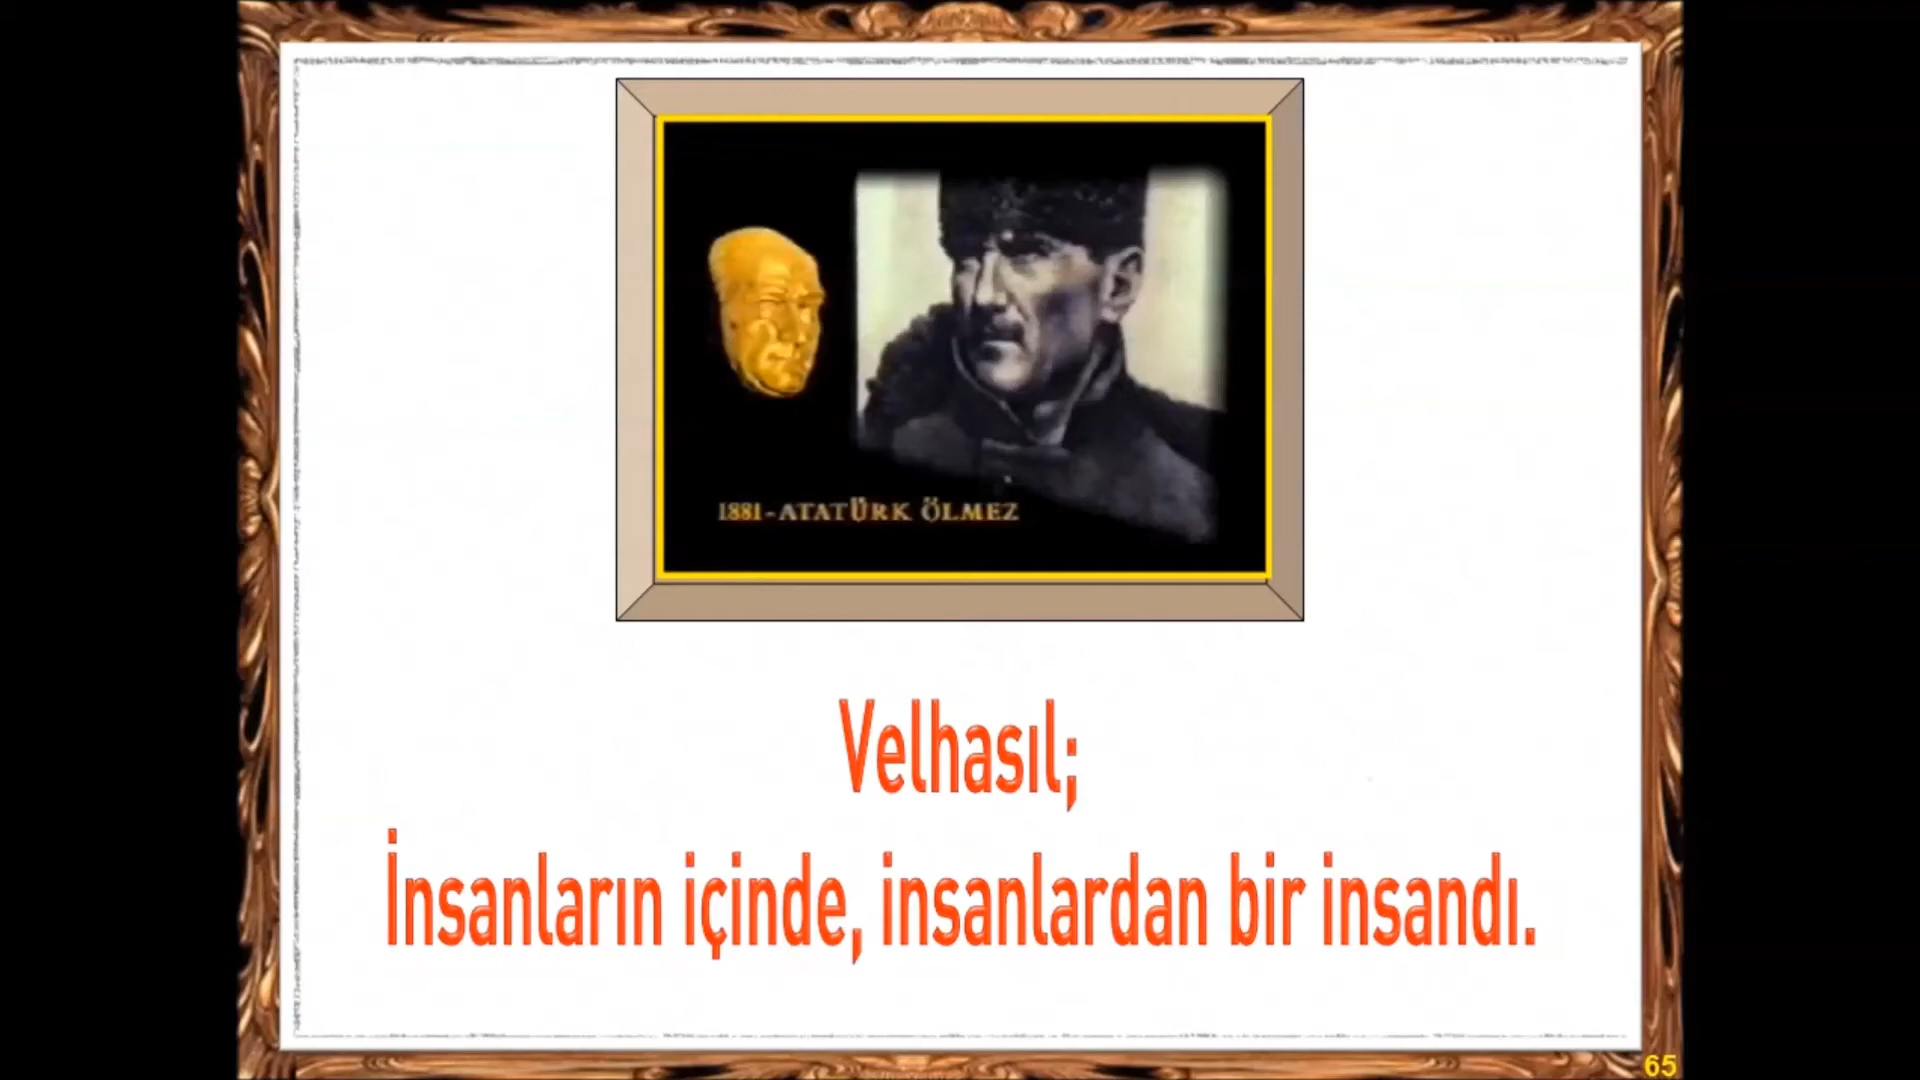 1881-ATATÜRK ÖLMEZ
Velhasıl;
İnsanların içinde, insanlardan bir insandı.
65